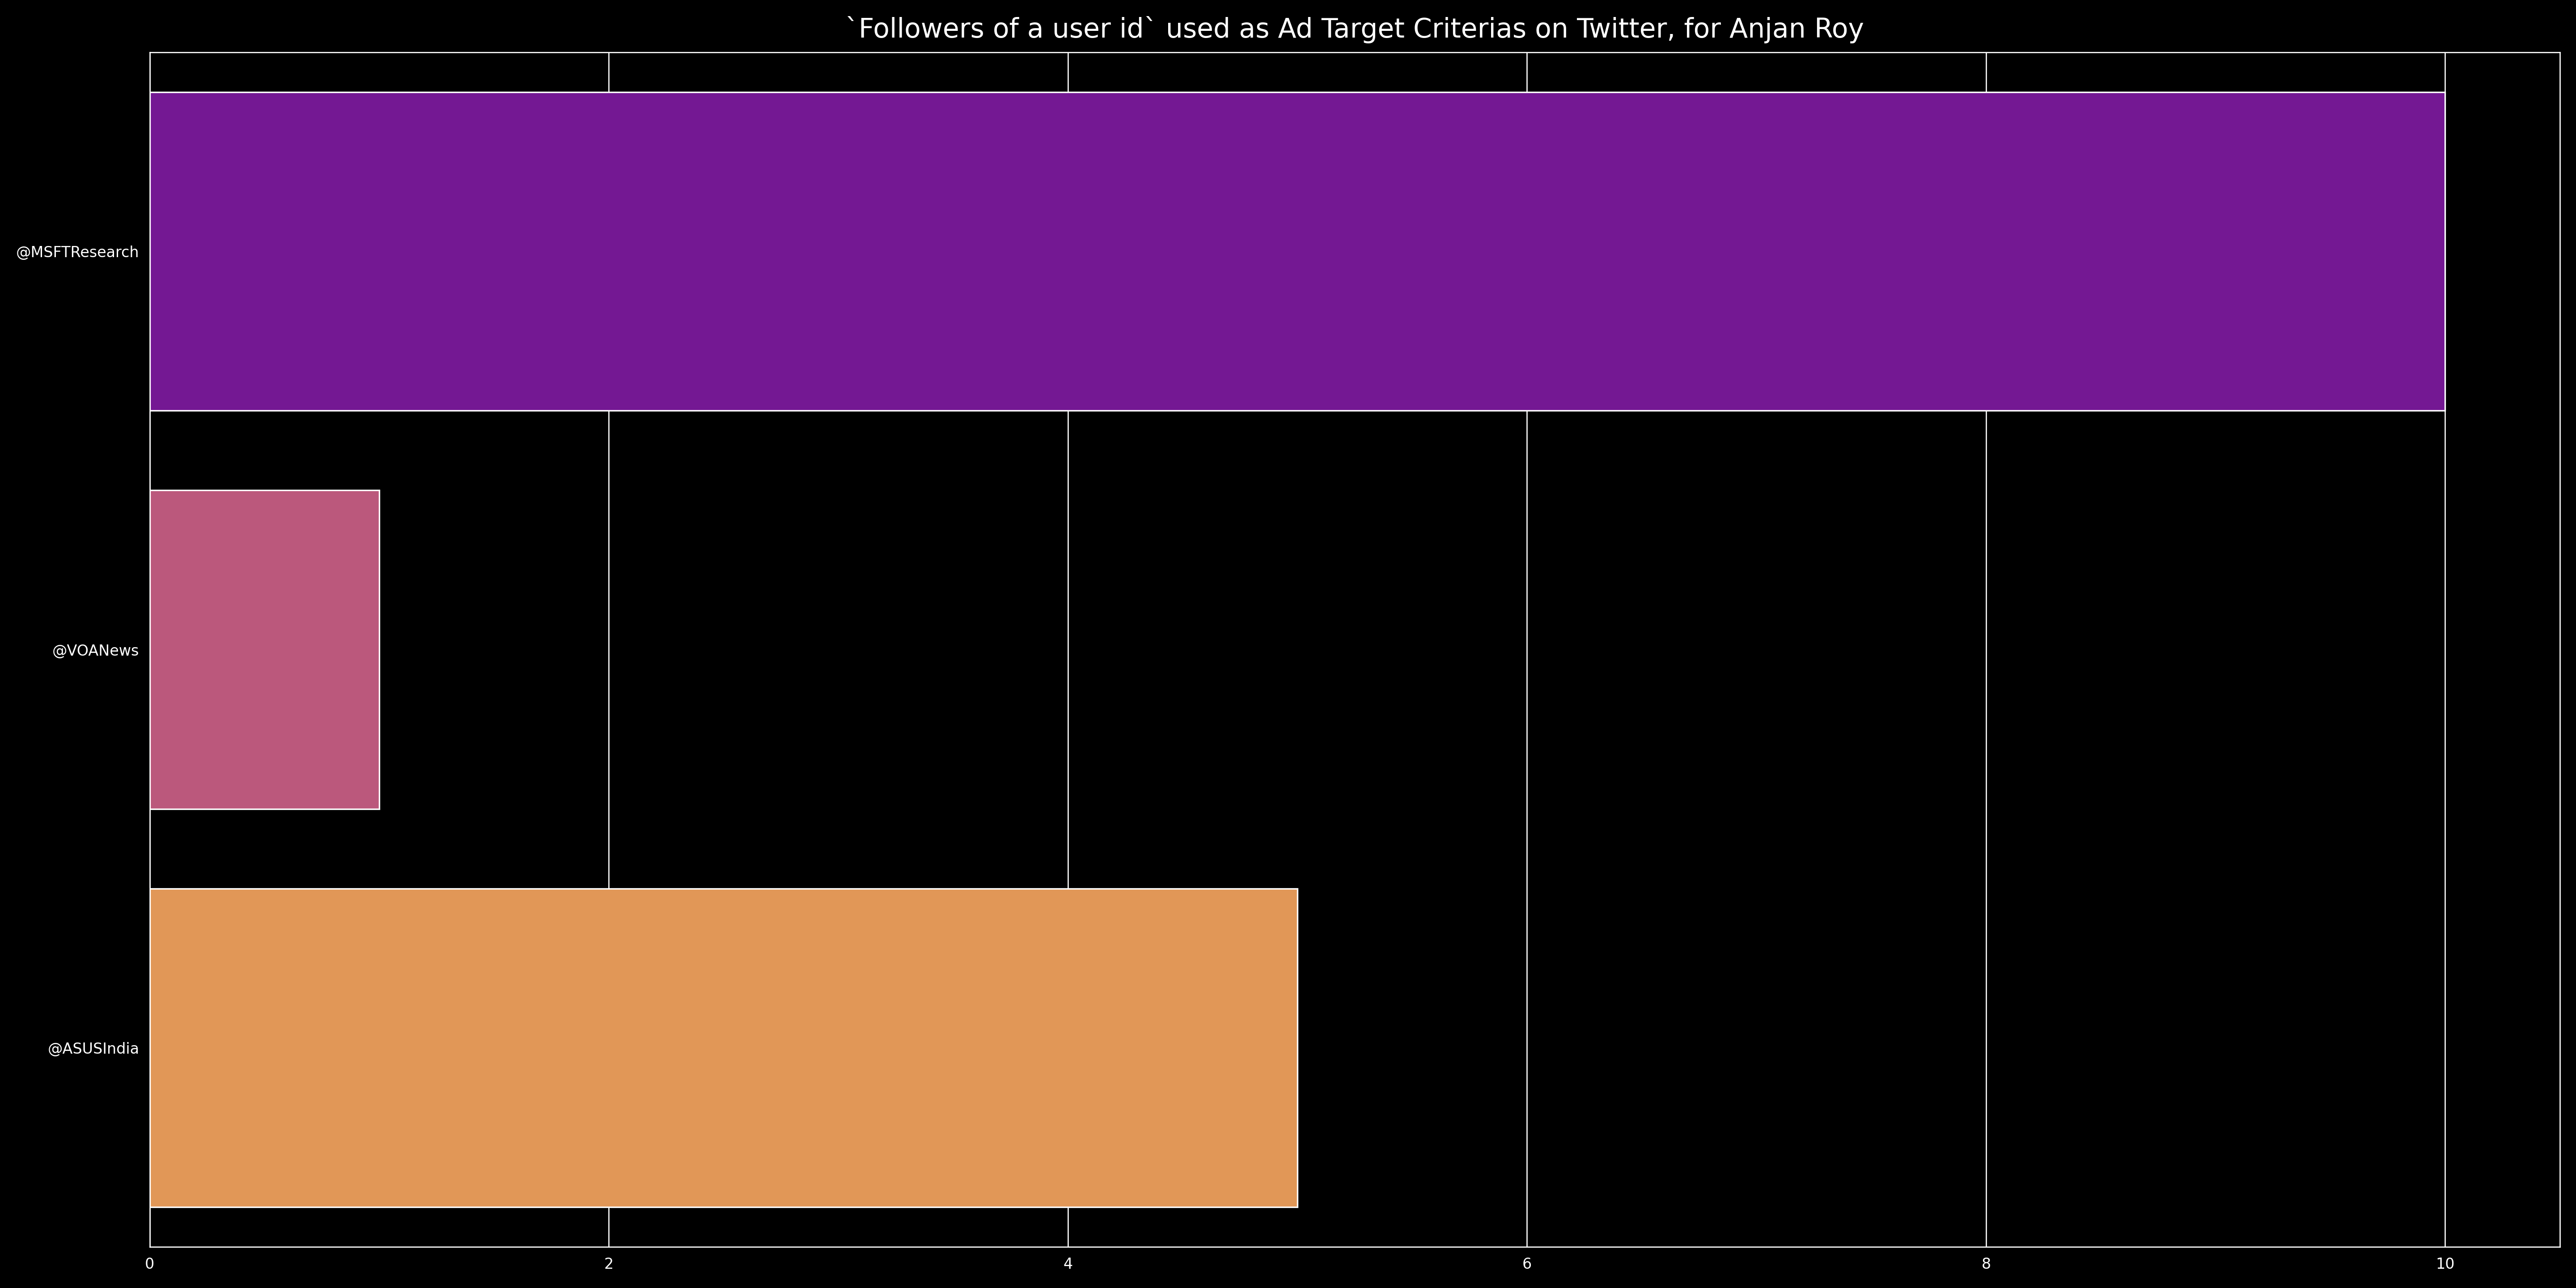 `Followers of a user id` used as Ad Target Criterias on Twitter, for Anjan Roy
@MSFTResearch
@VOANews
@ASUSIndia
0 2 4 6 8 10